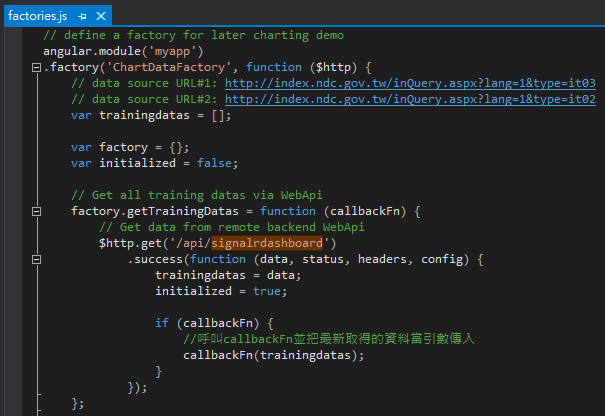 factories.js
// define a factory for later charting demo
angular.module('myapp')
.factory('ChartDataFactory', function ($http) {
// data source URL#1: http://index.ndc.gov.tw/inQuery.aspx?lang=1&type=it03
// data source URL#2: http://index.ndc.gov.tw/inQuery.aspx?lang=1&type=it02
var trainingdatas = [];
var factory = {};
var initialized = false;
// Get all training datas via WebApi
factory.getTrainingDatas = function (callbackFn) {
// Get data from remote backend WebApi
$http.get('/api/signalrdashboard')
.success(function (data, status, headers, config) {
trainingdatas = data;
initialized = true;
if (callbackFn) {
//呼叫callbackFn並把最新取得的資料當引數傳入
callbackFn(trainingdatas);
}
});
};